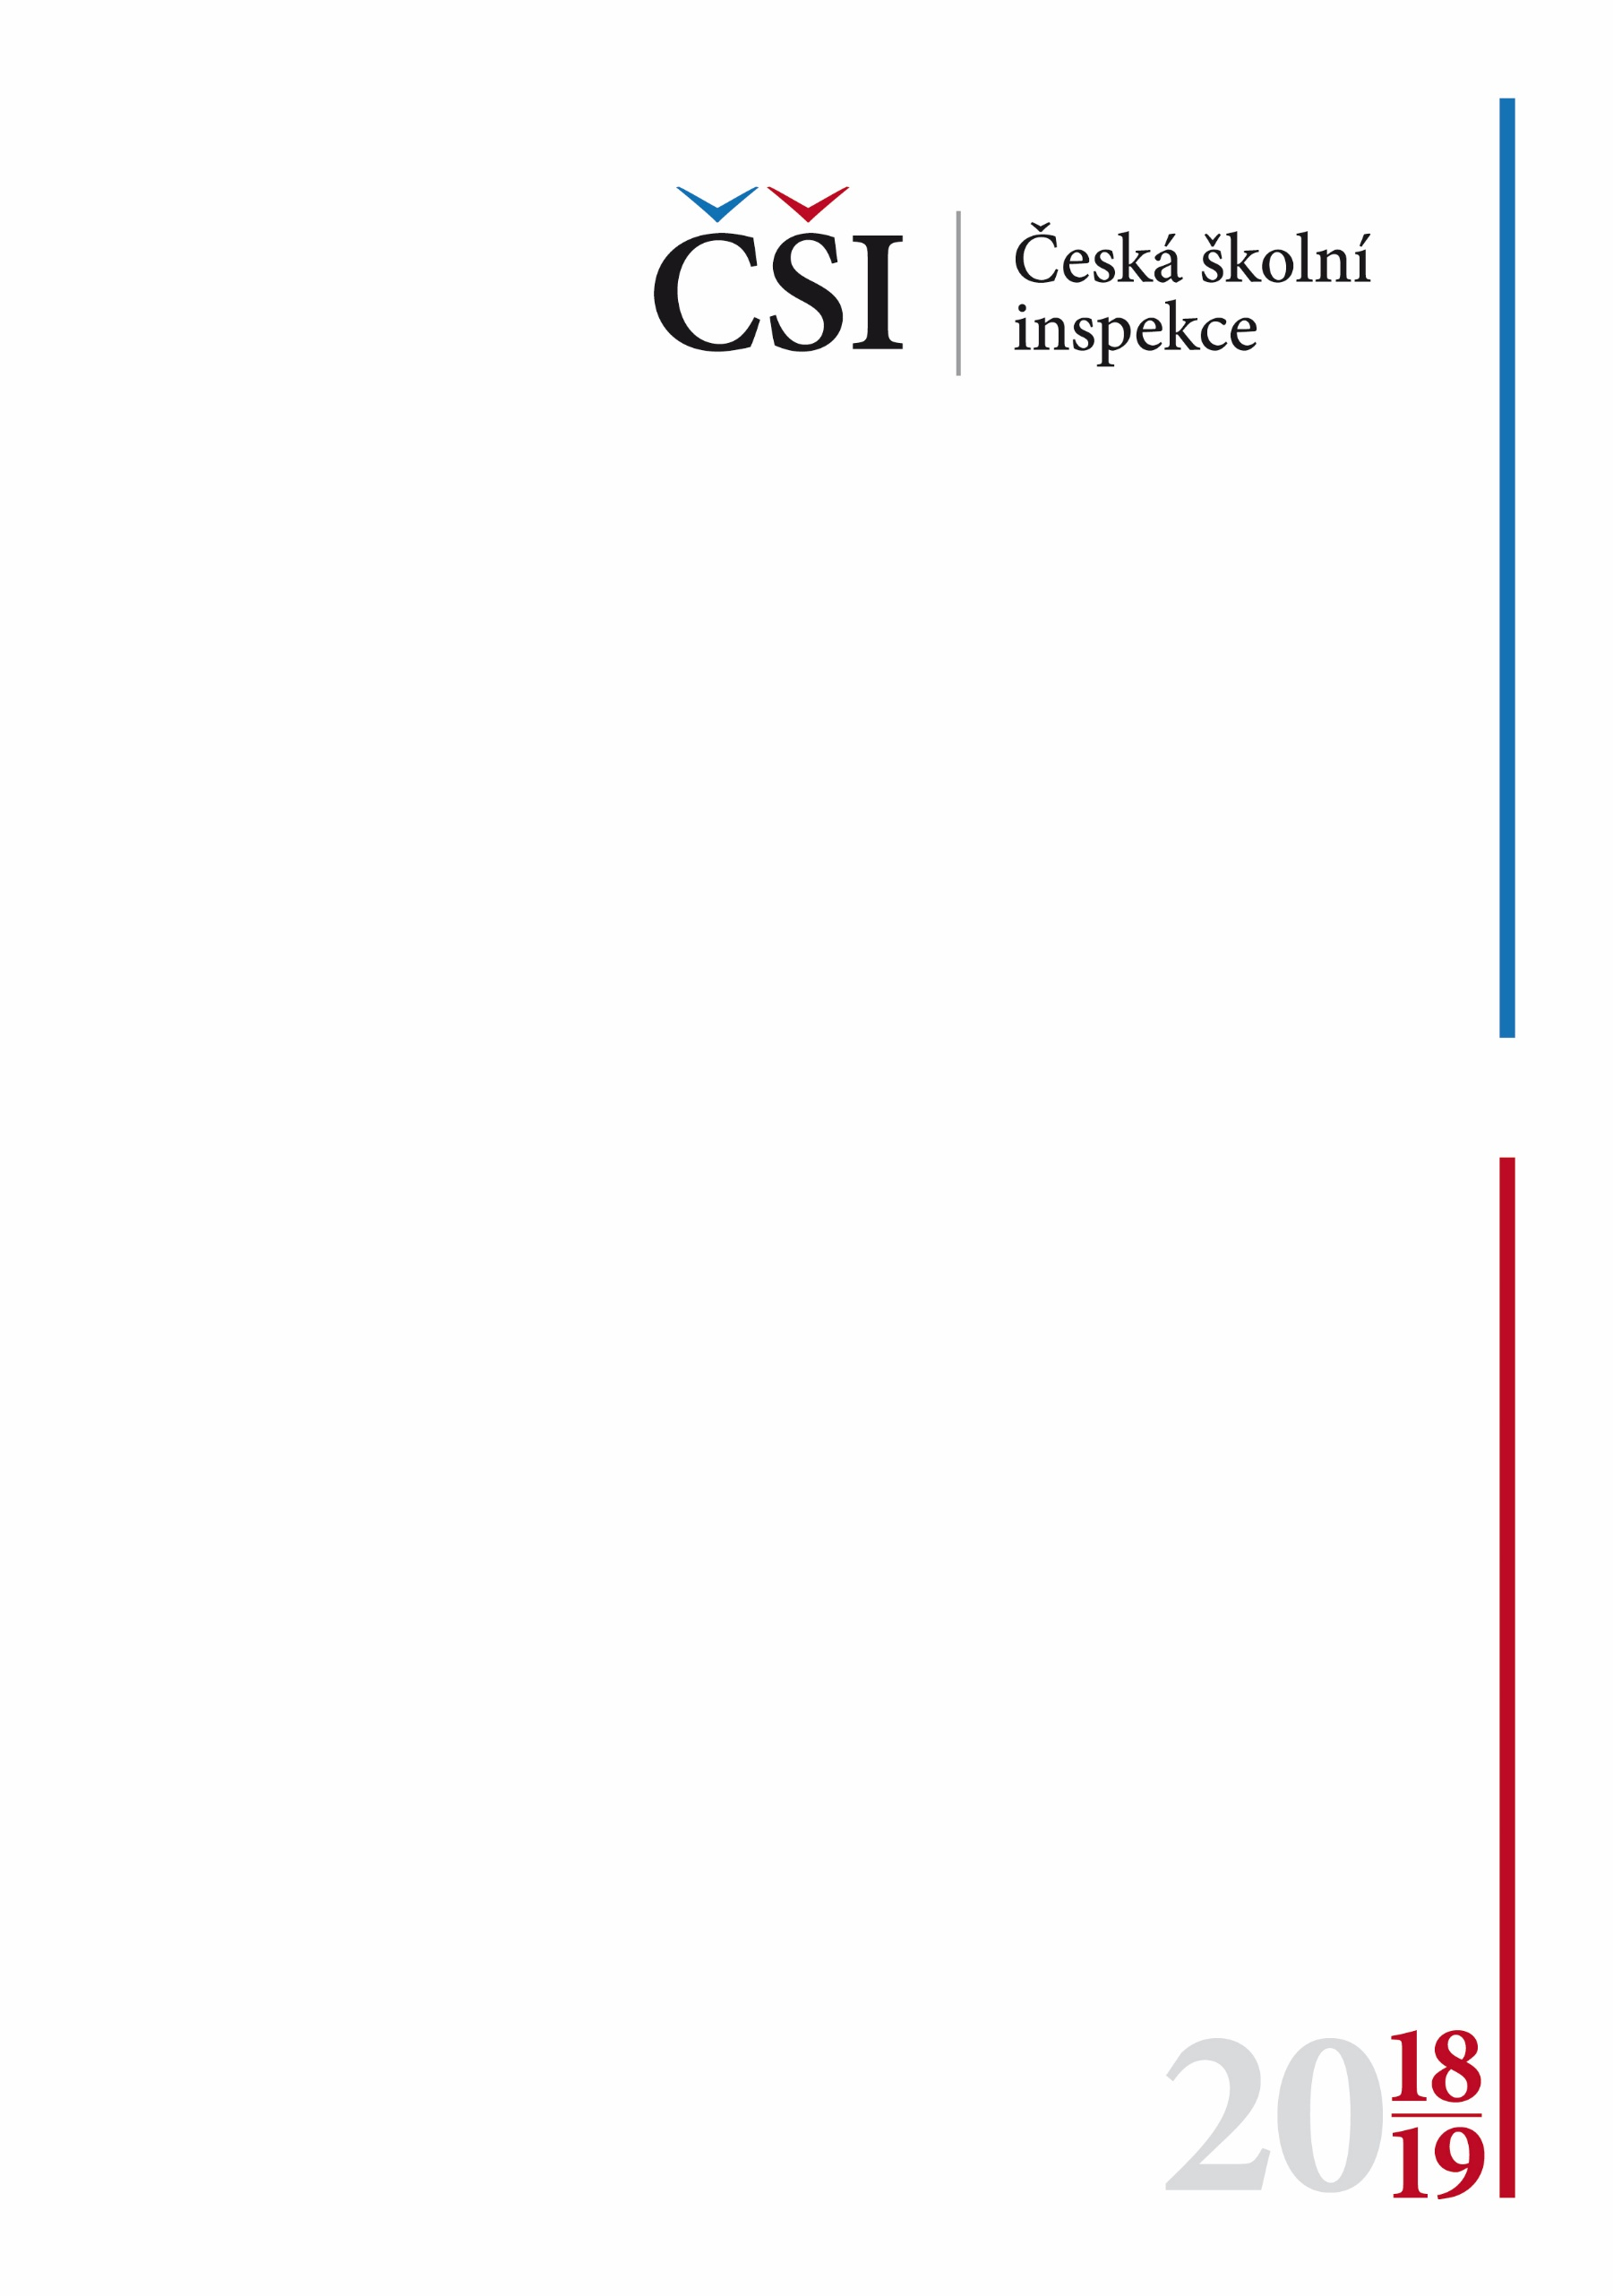 ČŠI
Česká školní
inspekce
20 18
19